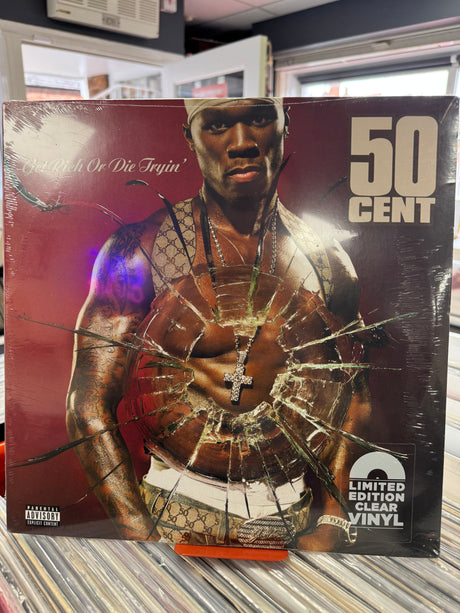 Get Rich Or Die Tryin'
50
CENT
LIMITED
EDITION
CLEAR
VINYL
PARENTAL
ADVISORY
EXPLICIT CONTENT